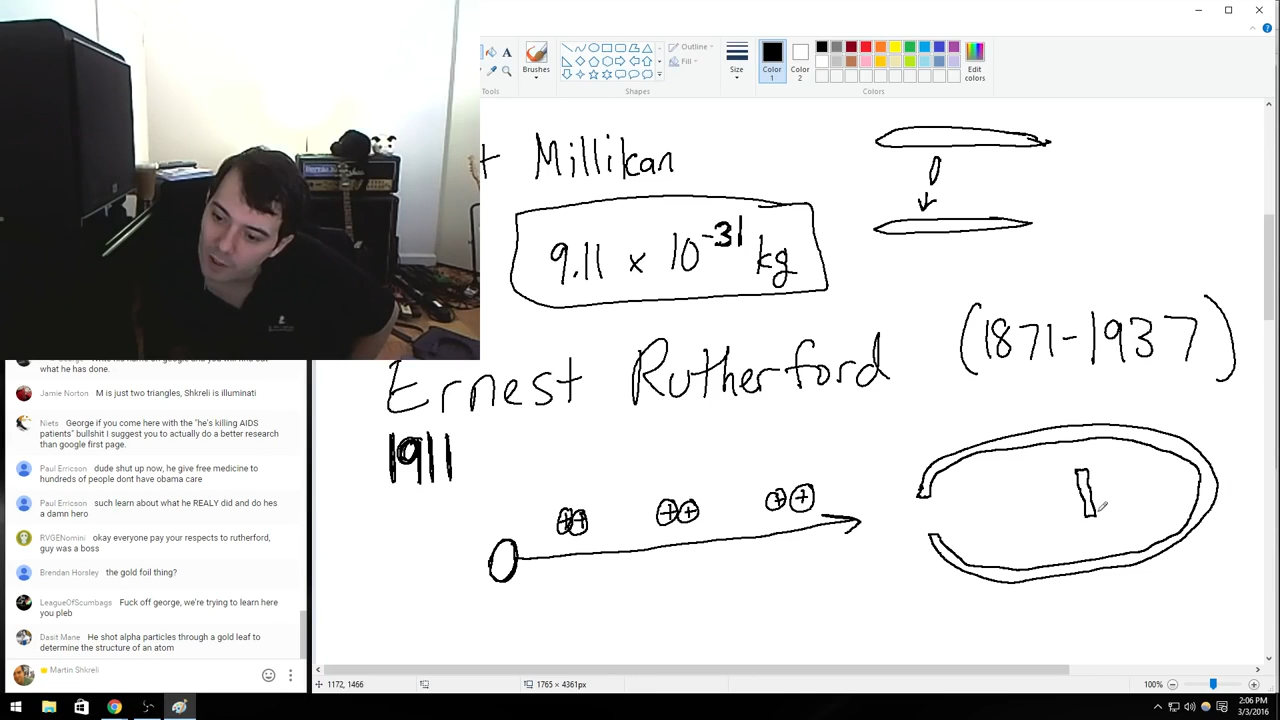 Outline
Fill
Brushes
Size
Color
1
Color
2
Edit
colors
Tools
Shapes
Colors
t Millikan
9.11 x 10-31 kg
Ernest Rutherford (1871-1937)
1911
++ ++ ++
what he has done.
Jamie Norton M is just two triangles, Shkreli is illuminati
Niets George if you come here with the "he's killing AIDS
patients" bullshit I suggest you to actually do a better research
than google first page.
Paul Erricson dude shut up now, he give free medicine to
hundreds of people dont have obama care
Paul Erricson such learn about what he REALY did and do hes
a damn hero
RVGENomini okay everyone pay your respects to rutherford,
guy was a boss
Brendan Horsley the gold foil thing?
LeagueOfScumbags Fuck off george, we're trying to learn here
you pleb
Dasit Mane He shot alpha particles through a gold leaf to
determine the structure of an atom
Martin Shkreli
1172, 1466
1765 x 4361px
100%
2:06 PM
3/3/2016